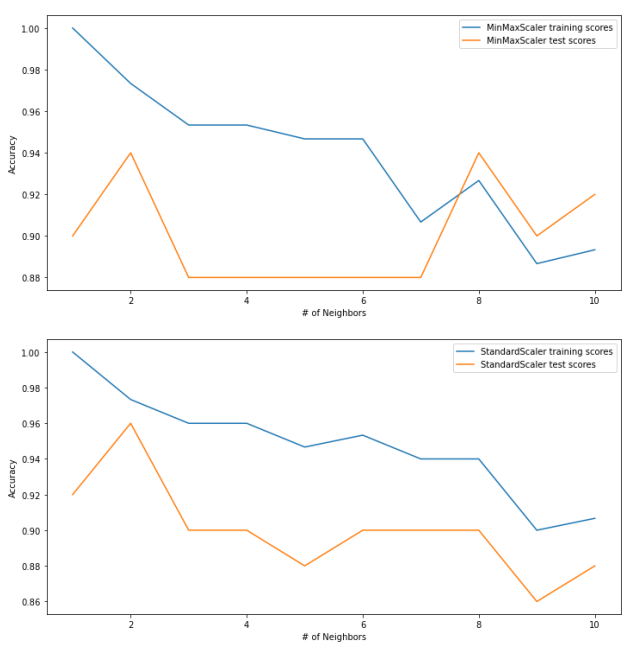 MinMaxScaler training scores
MinMaxScaler test scores
1.00
0.98
0.96
0.94
0.92
0.90
0.88
Accuracy
2 4 6 8 10
# of Neighbors
StandardScaler training scores
StandardScaler test scores
1.00
0.98
0.96
0.94
0.92
0.90
0.88
0.86
Accuracy
2 4 6 8 10
# of Neighbors